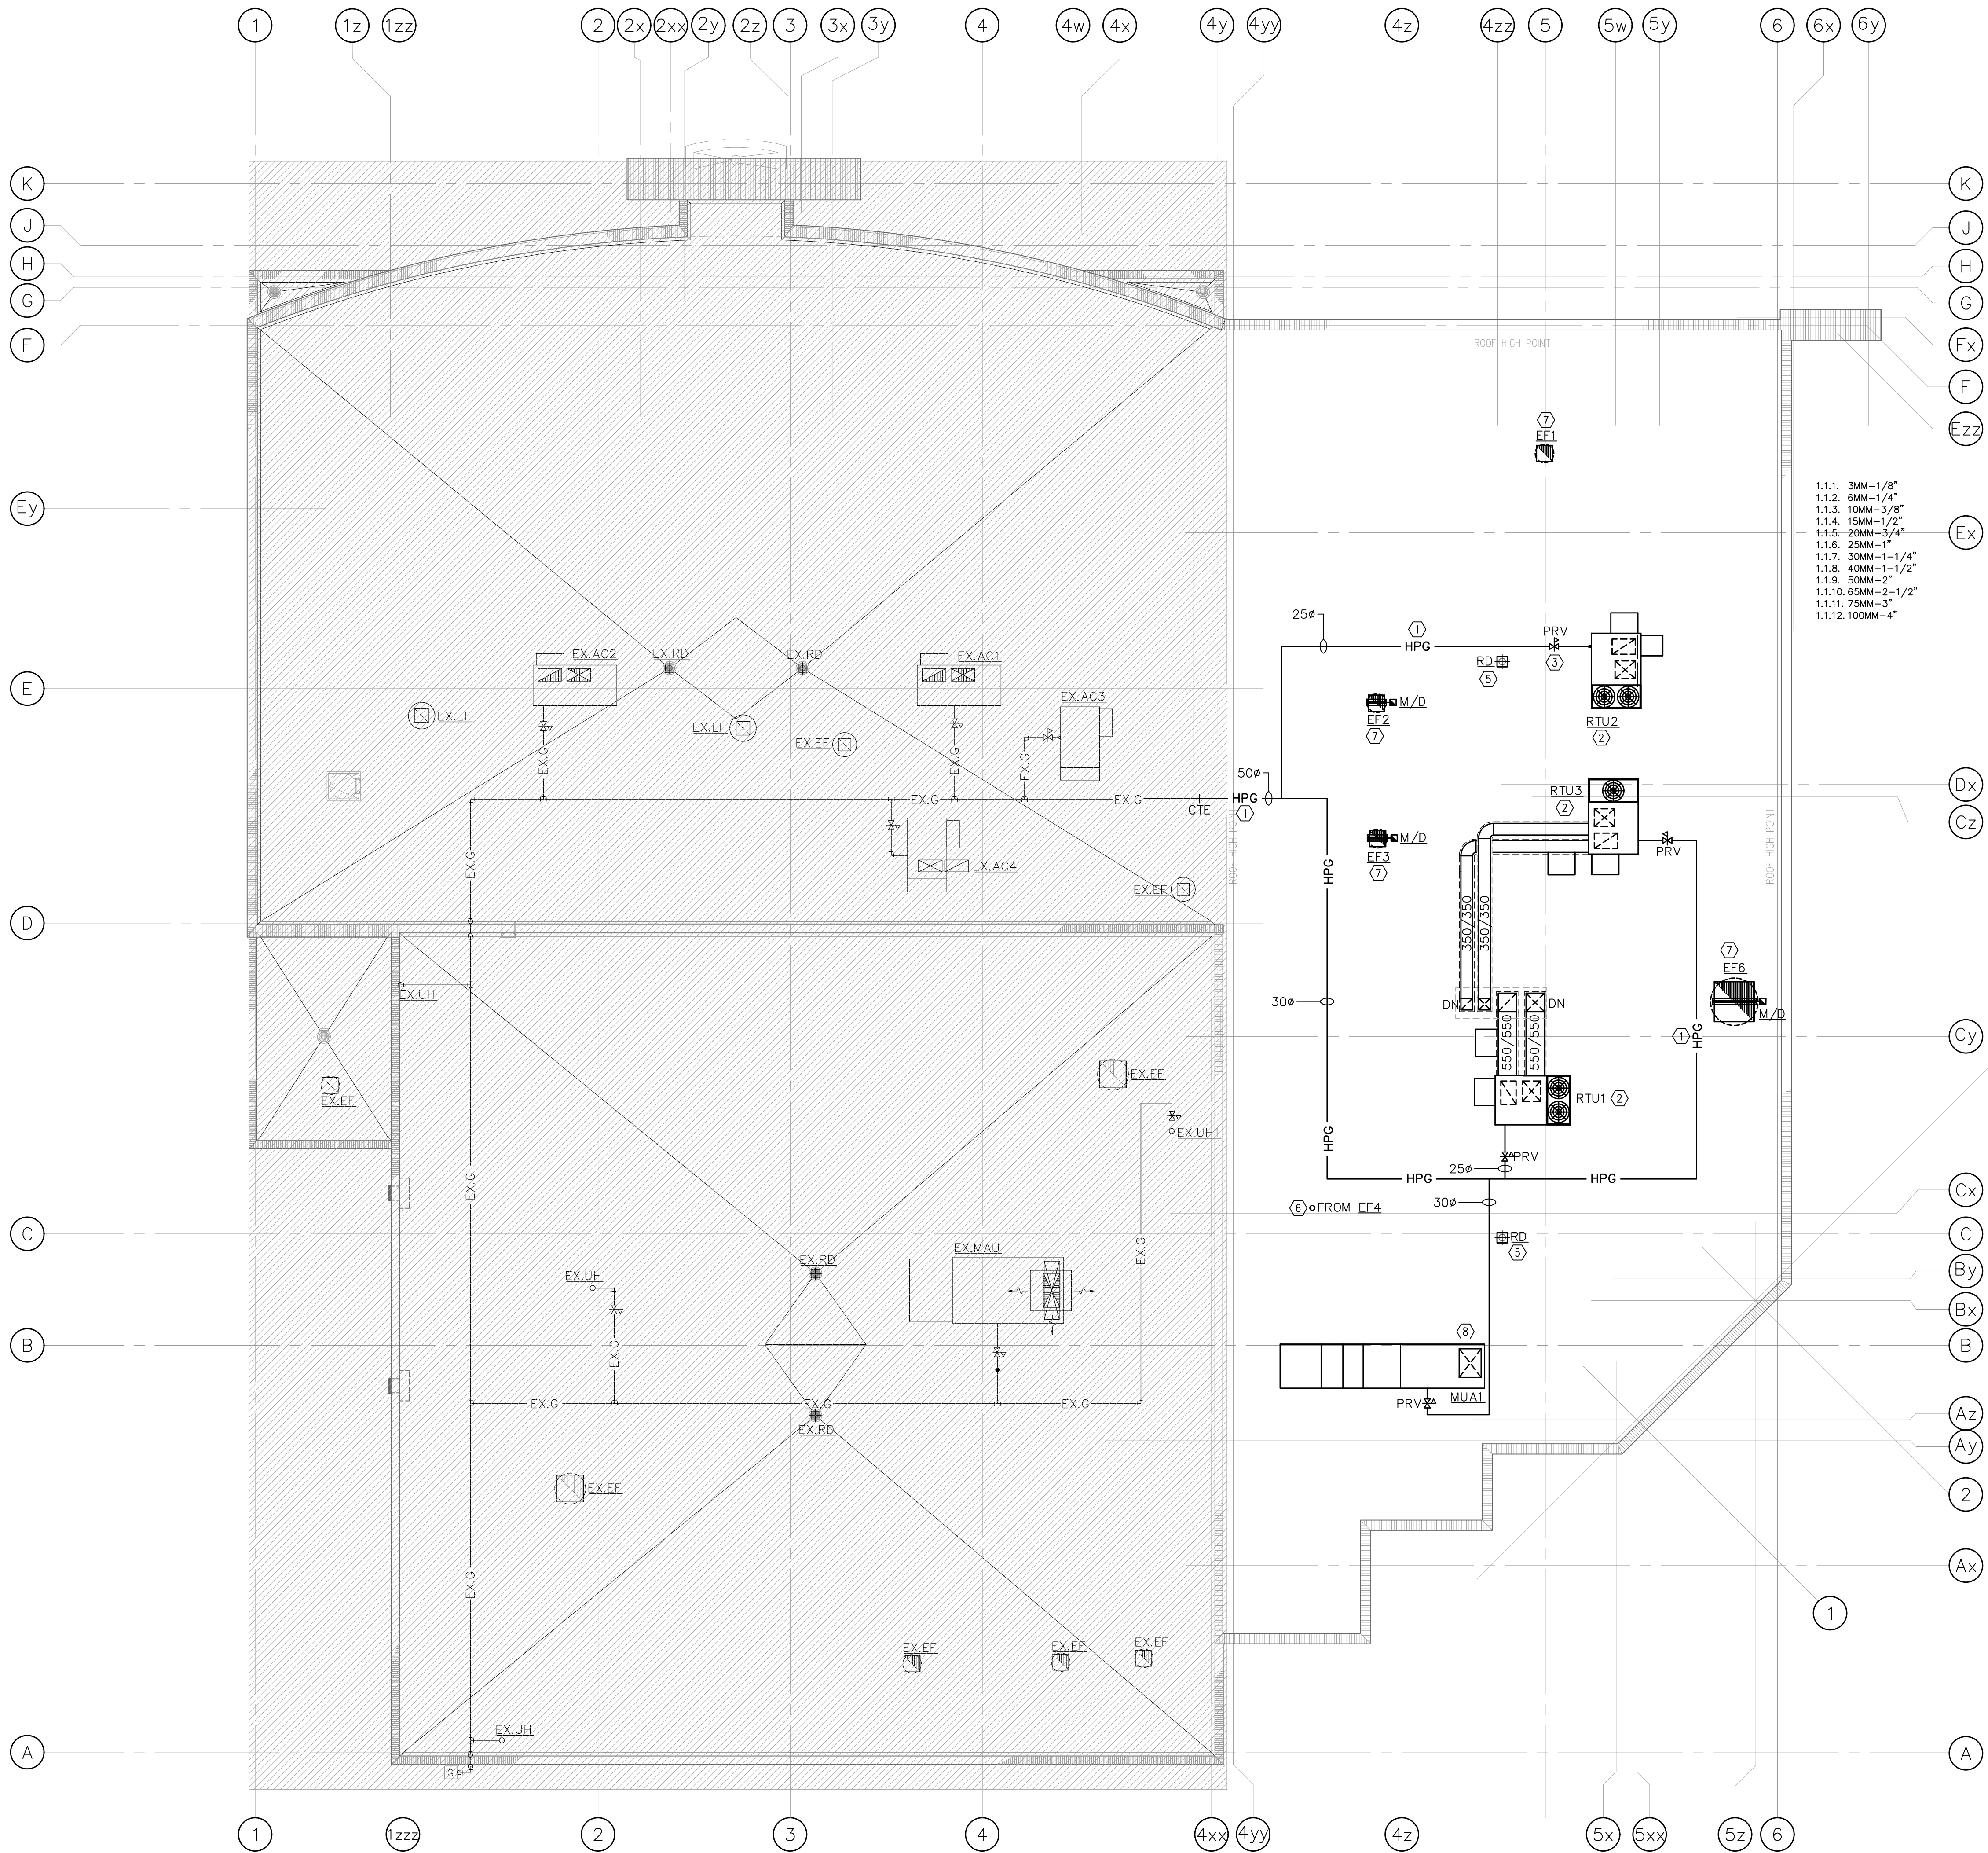 1 1z 1zz 2 2x 2xx 2y 2z 3 3x 3y 4 4w 4x 4y 4yy 4z 4zz 5 5w 5y 6 6x 6y
K K
J J
H H
G G
F Fx
ROOF HIGH POINT
F
Ezz
7
EF1
1.1.1. 3MM-1/8"
1.1.2. 6MM-1/4"
1.1.3. 10MM-3/8"
1.1.4. 15MM-1/2"
1.1.5. 20MM-3/4"
1.1.6. 25MM-1"
1.1.7. 30MM-1-1/4"
1.1.8. 40MM-1-1/2"
1.1.9. 50MM-2"
1.1.10. 65MM-2-1/2"
1.1.11. 75MM-3"
1.1.12. 100MM-4"
Ey Ex
25ø
1
HPG
PRV
3
EX.AC2 EX.RD EX.RD EX.AC1
RD
5
E
EX.AC3
M/D
EF2
7
RTU2
2
EX.EF EX.EF EX.EF
EX.G EX.G EX.G
50ø
Dx
EX.G EX.G
HPG
CTE
1
RTU3
2
Cz
ROOF HIGH POINT
ROOF HIGH POINT
M/D
EF3
7
PRV
EX.G
EX.AC4
HPG
EX.EF
350/350
350/350
D
7
EF6
EX.UH
30ø
DN DN
M/D
550/550
550/550
1
HPG
Cy
EX.EF
EX.EF
RTU1 2
EX.UH1
HPG
PRV
25ø
HPG HPG
EX.G
6 FROM EF4
30ø
Cx
C C
RD
5
EX.G
EX.MAU
EX.RD
EX.UH
By
Bx
8
B B
EX.G
MUA1
PRV
EX.G EX.G EX.G
Az
EX.RD
Ay
EX.EF
2
Ax
EX.G
1
EX.EF EX.EF EX.EF
EX.UH
A A
G
1 1zzz 2 3 4 4xx 4yy 4z 5x 5xx 5z 6